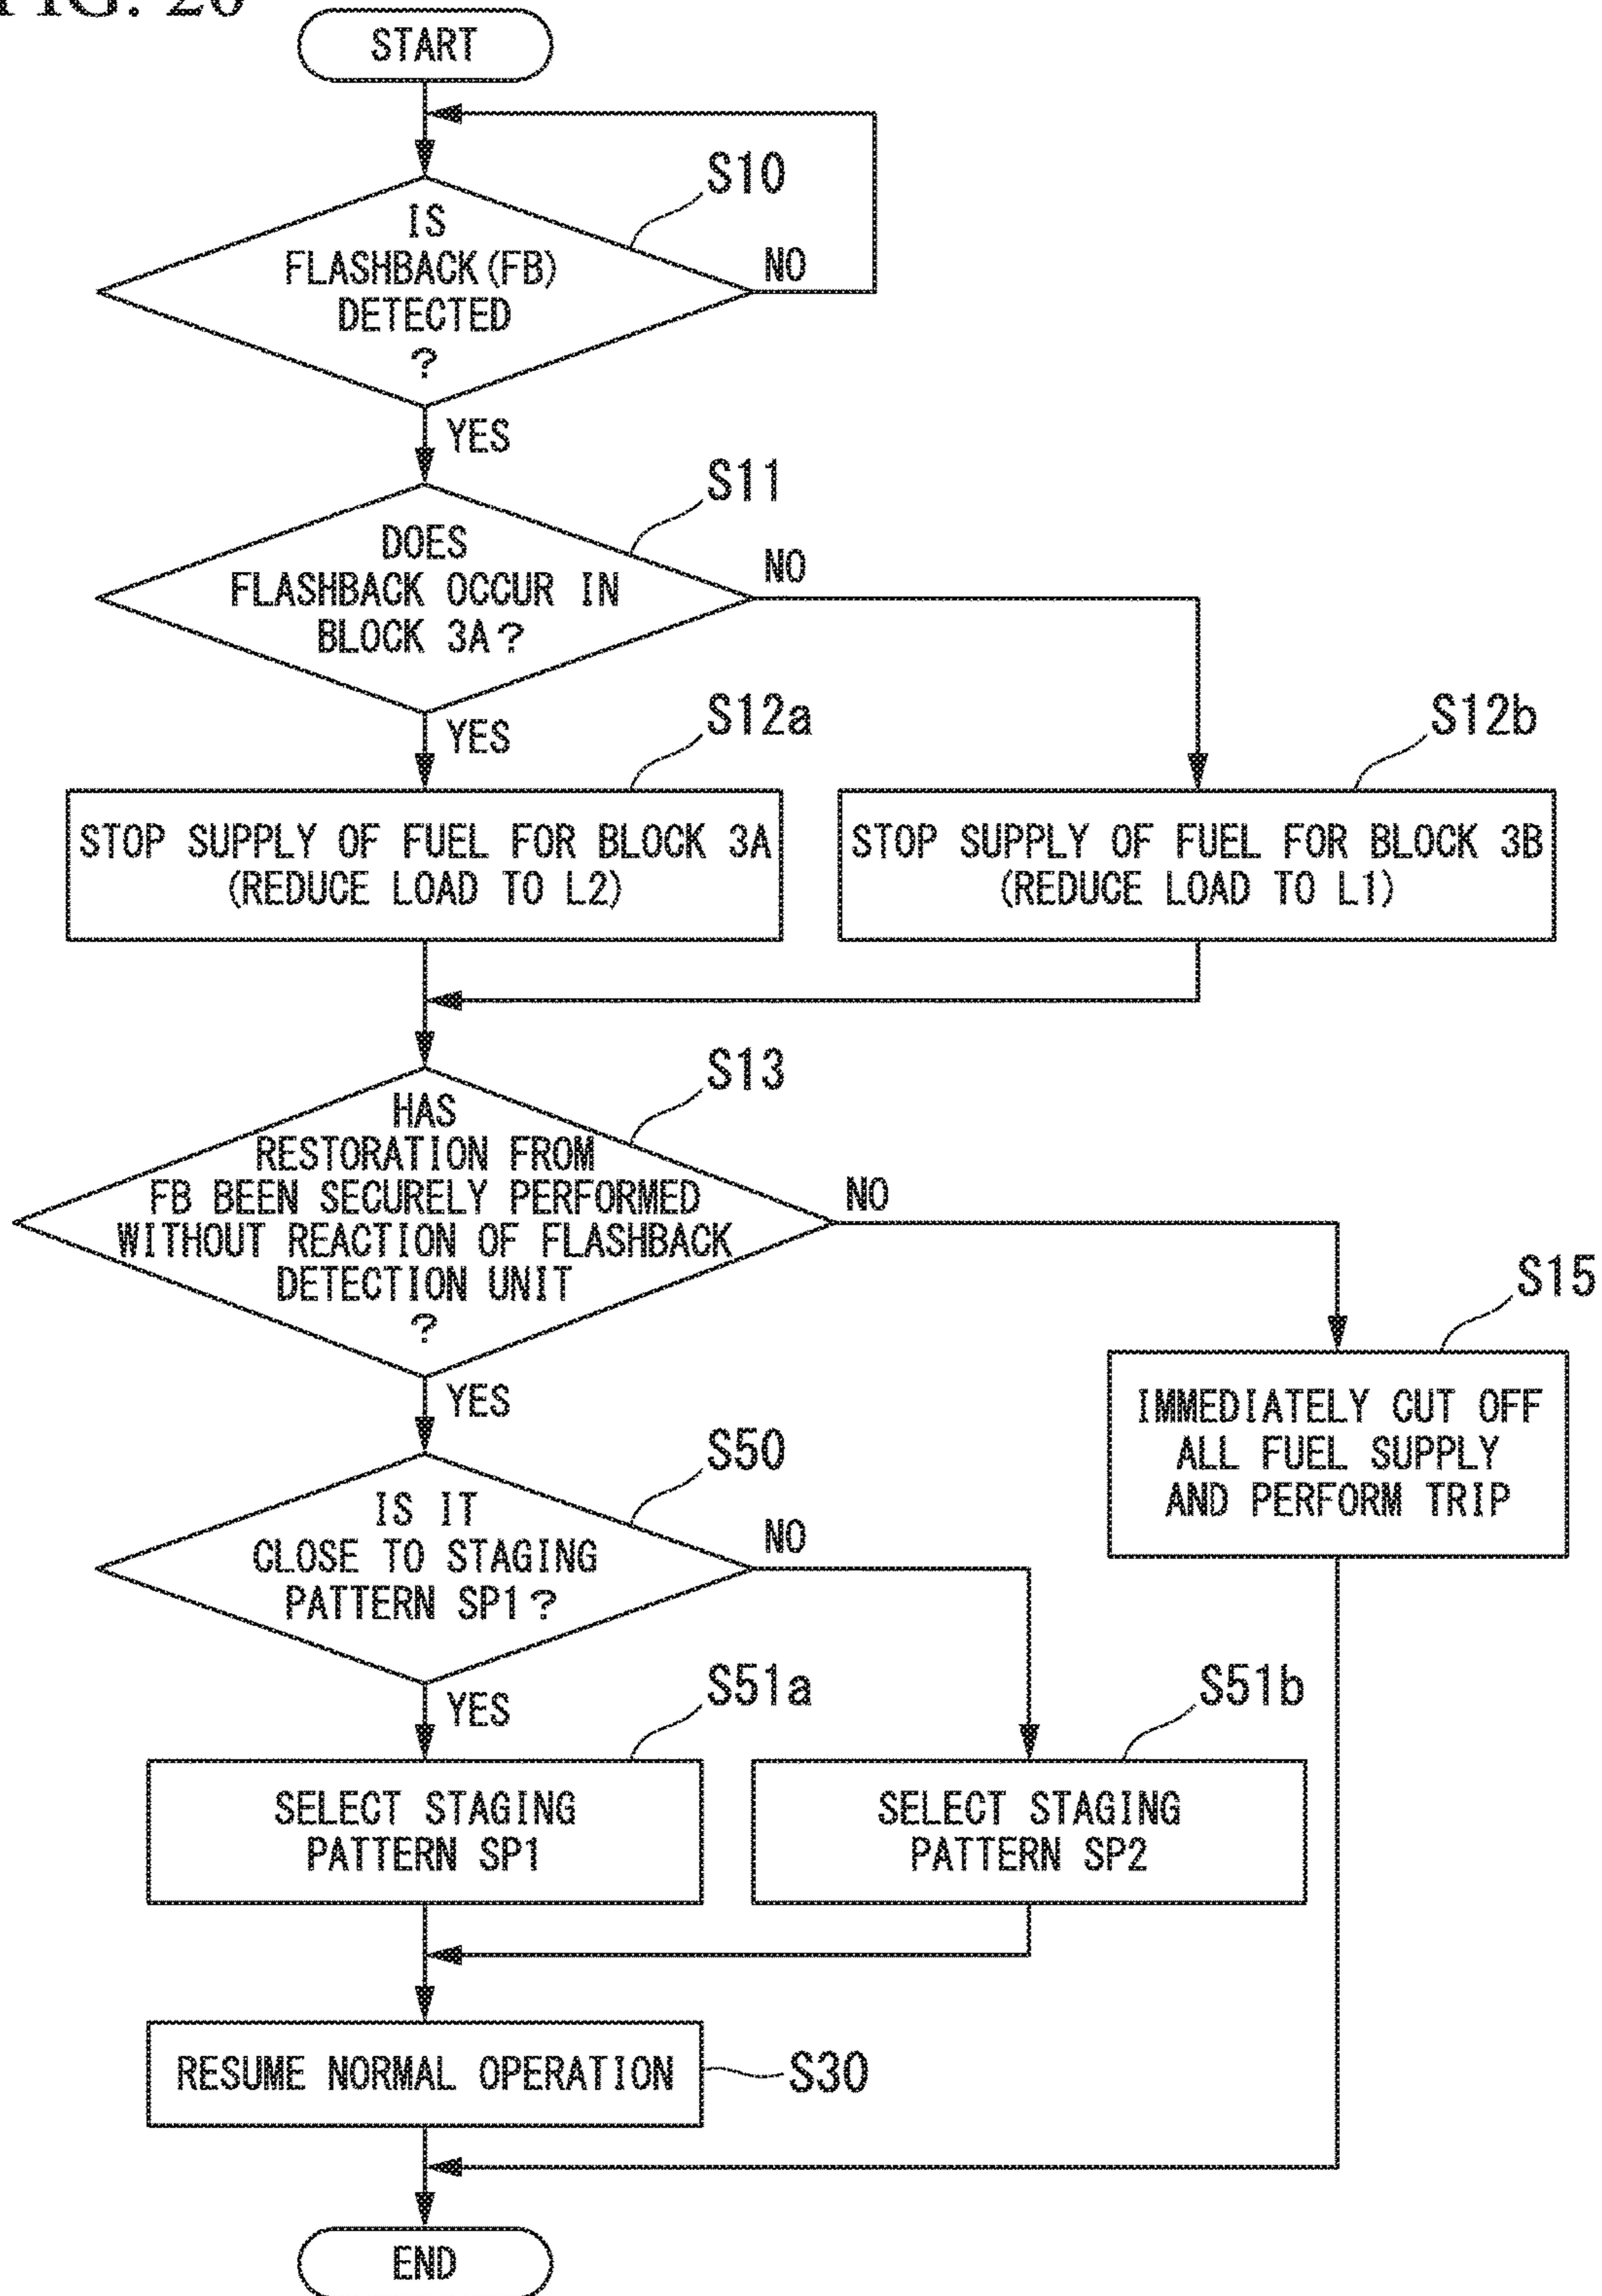 START
S10
IS
FLASHBACK (FB)
DETECTED
?
NO
YES
S11
DOES
FLASHBACK OCCUR IN
BLOCK 3A?
NO
YES
S12a
S12b
STOP SUPPLY OF FUEL FOR BLOCK 3A
(REDUCE LOAD TO L2)
STOP SUPPLY OF FUEL FOR BLOCK 3B
(REDUCE LOAD TO L1)
S13
HAS
RESTORATION FROM
FB BEEN SECURELY PERFORMED
WITHOUT REACTION OF FLASHBACK
DETECTION UNIT
?
NO
YES
S15
IMMEDIATELY CUT OFF
ALL FUEL SUPPLY
AND PERFORM TRIP
S50
IS IT
CLOSE TO STAGING
PATTERN SP1?
NO
YES
S51a
S51b
SELECT STAGING
PATTERN SP1
SELECT STAGING
PATTERN SP2
RESUME NORMAL OPERATION
S30
END